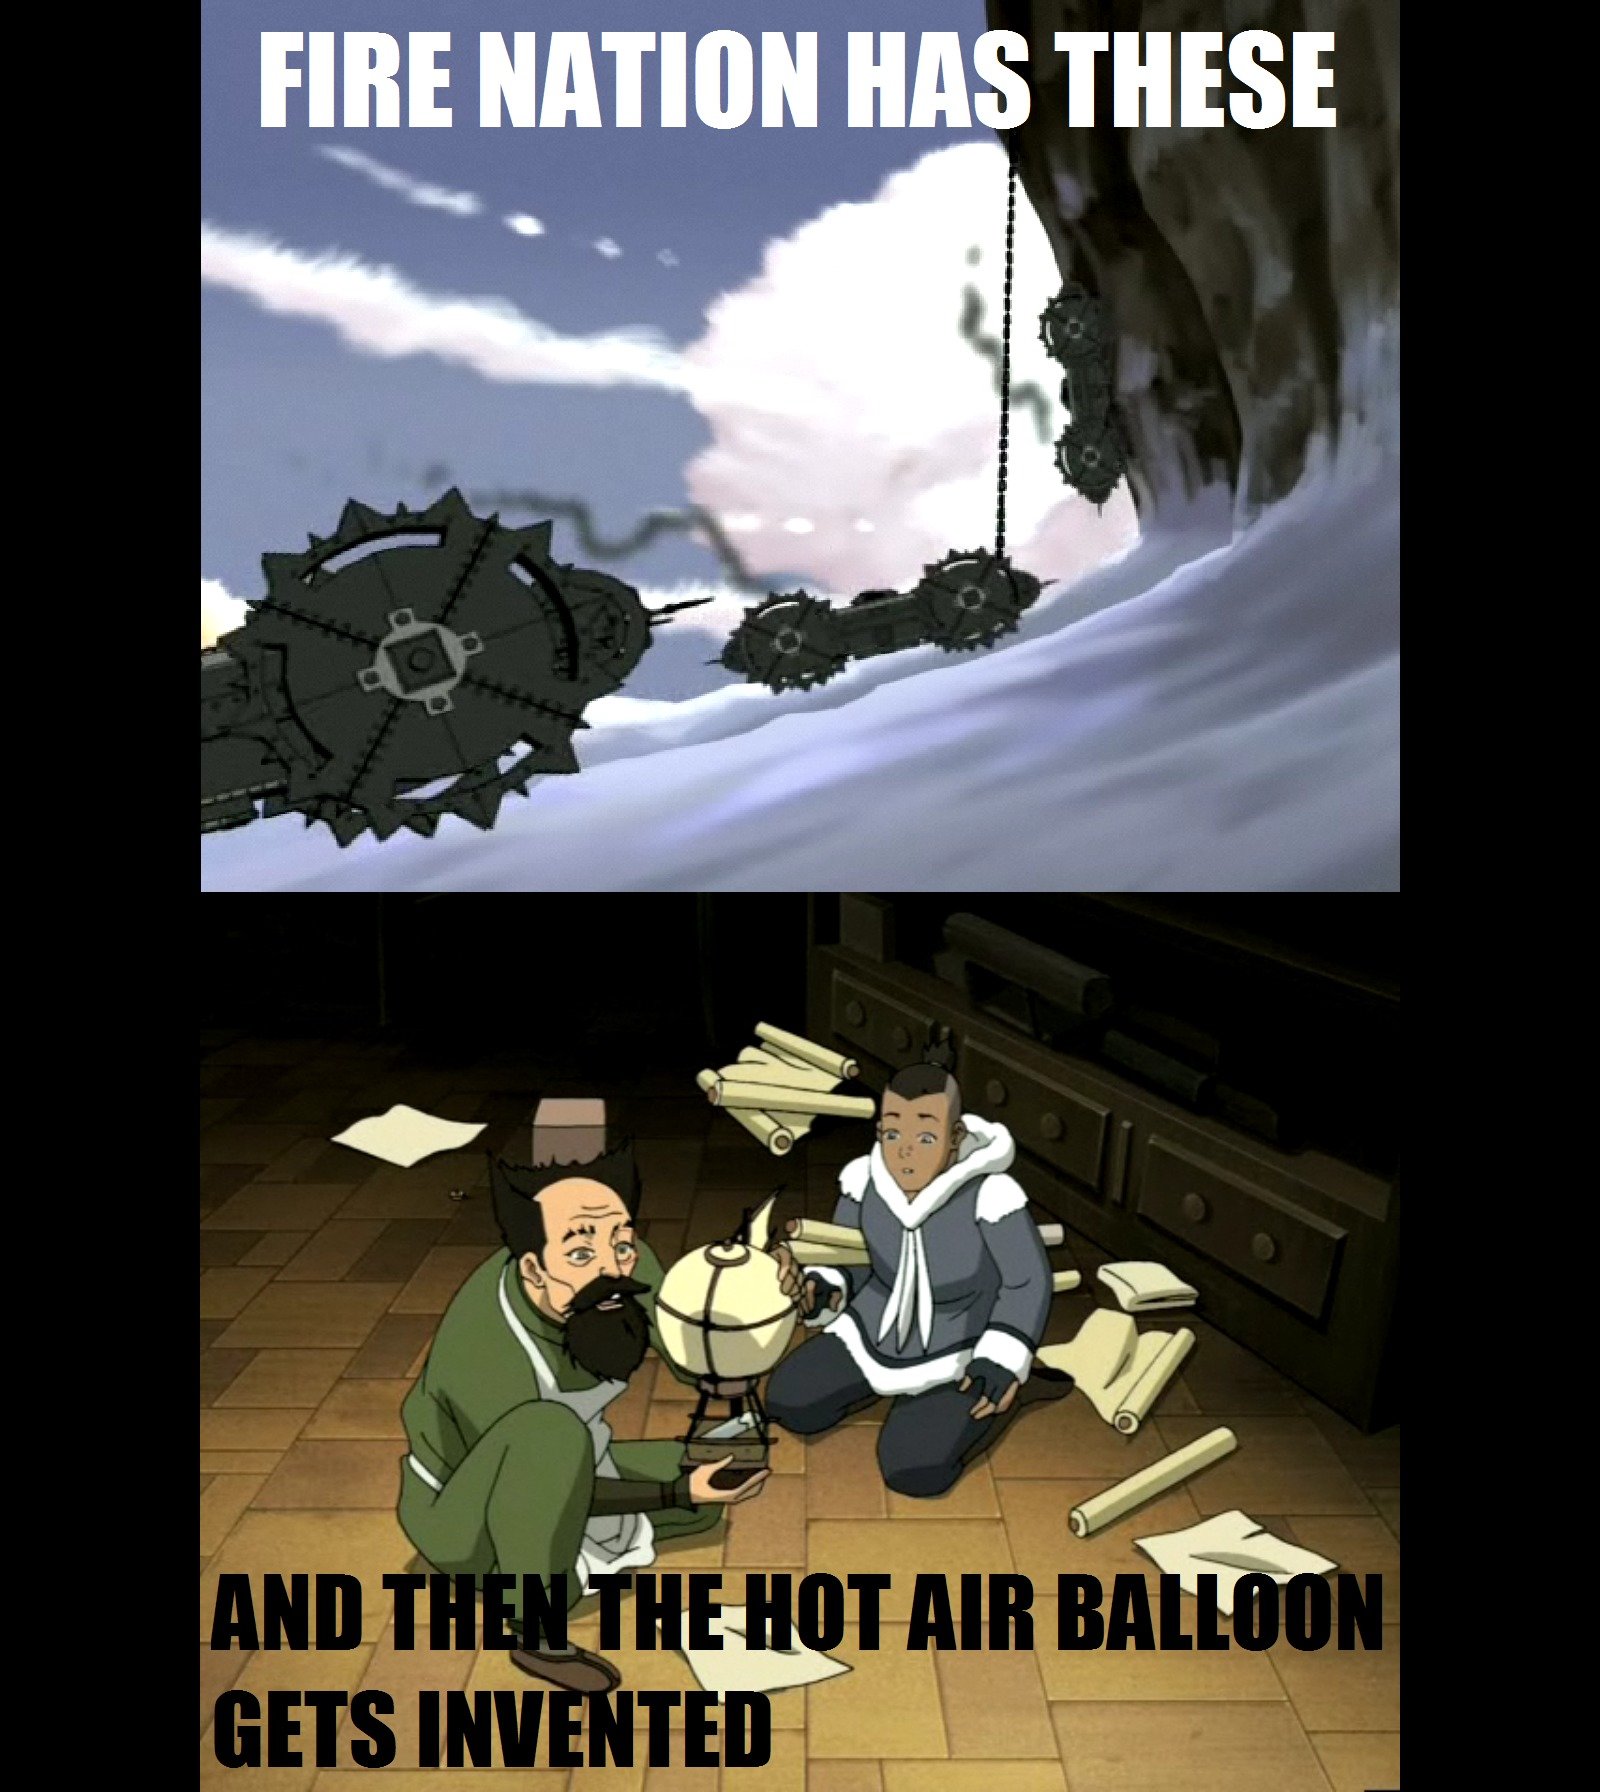 FIRE NATION HAS THESE
AND THEN THE HOT AIR BALLOON
GETS INVENTED